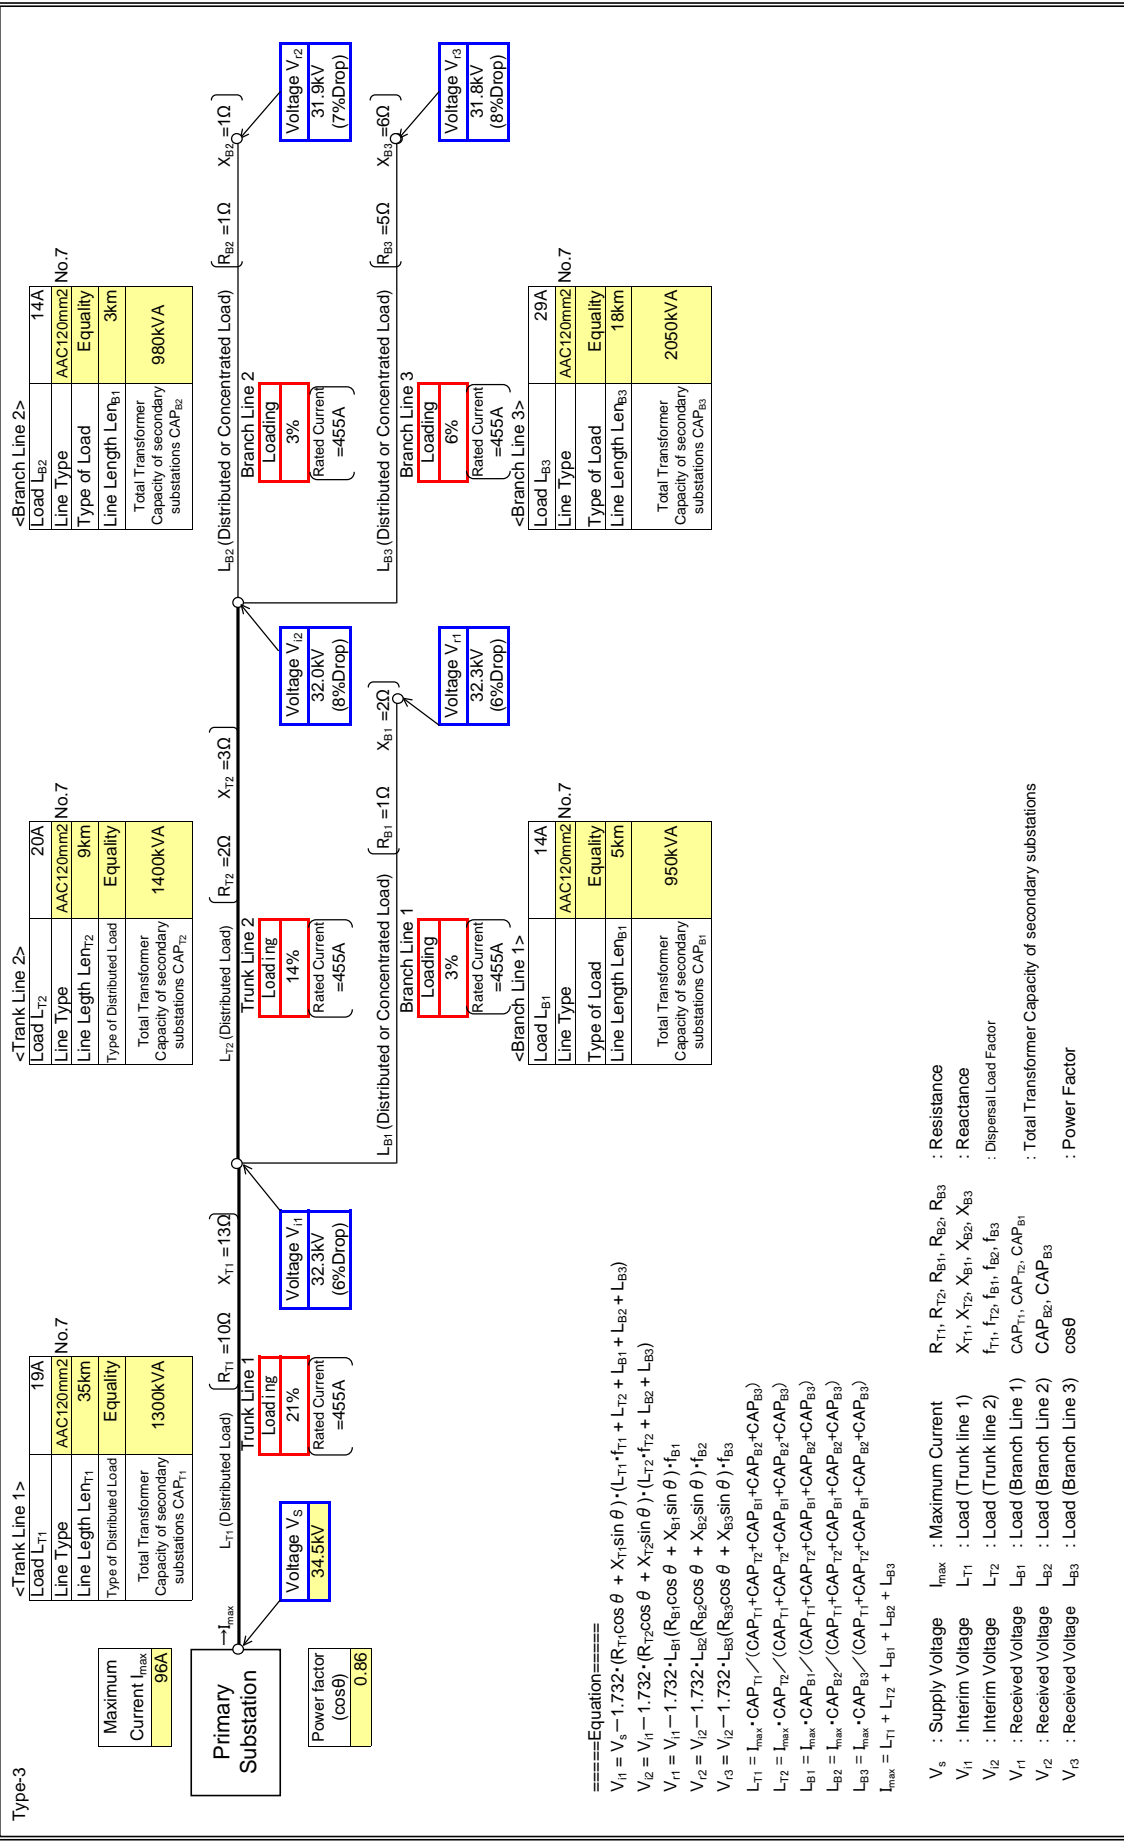 Type-3
Maximum
Current Imax
96A
Primary
Substation
Power factor
(cosθ)
0.86
→Imax
Voltage VS
34.5kV
<Trank Line 1>
Load LT1 19A
Line Type AAC120mm2 No.7
Line Legth LenT1 35km
Type of Distributed Load Equality
Total Transformer
Capacity of secondary
substations CAPT1
1300kVA
LT1 (Distributed Load) RT1 =10Ω XT1 =13Ω
Trunk Line 1
Loading
21%
Rated Current
=455A
Voltage Vi1
32.3kV
(6%Drop)
<Trank Line 2>
Load LT2 20A
Line Type AAC120mm2 No.7
Line Legth LenT2 9km
Type of Distributed Load Equality
Total Transformer
Capacity of secondary
substations CAPT2
1400kVA
LT2 (Distributed Load) RT2 =2Ω XT2 =3Ω
Trunk Line 2
Loading
14%
Rated Current
=455A
Voltage Vi2
32.0kV
(8%Drop)
LB1 (Distributed or Concentrated Load) RB1 =1Ω XB1 =2Ω
Branch Line 1
Loading
3%
Rated Current
=455A
Voltage Vr1
32.3kV
(6%Drop)
<Branch Line 1>
Load LB1 14A
Line Type AAC120mm2 No.7
Type of Load Equality
Line Length LenB1 5km
Total Transformer
Capacity of secondary
substations CAPB1
950kVA
<Branch Line 2>
Load LB2 14A
Line Type AAC120mm2 No.7
Type of Load Equality
Line Length LenB1 3km
Total Transformer
Capacity of secondary
substations CAPB2
980kVA
LB2 (Distributed or Concentrated Load) RB2 =1Ω XB2 =1Ω
Branch Line 2
Loading
3%
Rated Current
=455A
Voltage Vr2
31.9kV
(7%Drop)
LB3 (Distributed or Concentrated Load) RB3 =5Ω XB3 =6Ω
Branch Line 3
Loading
6%
Rated Current
=455A
Voltage Vr3
31.8kV
(8%Drop)
<Branch Line 3>
Load LB3 29A
Line Type AAC120mm2 No.7
Type of Load Equality
Line Length LenB3 18km
Total Transformer
Capacity of secondary
substations CAPB3
2050kVA
=====Equation=====
Vi1 = Vs−1.732・(RT1cos θ + XT1sin θ)・(LT1・fT1 + LT2 + LB1 + LB2 + LB3)
Vi2 = Vi1−1.732・(RT2cos θ + XT2sin θ)・(LT2・fT2 + LB2 + LB3)
Vr1 = Vi1−1.732・LB1(RB1cos θ + XB1sin θ)・fB1
Vr2 = Vi2−1.732・LB2(RB2cos θ + XB2sin θ)・fB2
Vr3 = Vi2−1.732・LB3(RB3cos θ + XB3sin θ)・fB3
LT1 = Imax・CAPT1／(CAPT1+CAPT2+CAPB1+CAPB2+CAPB3)
LT2 = Imax・CAPT2／(CAPT1+CAPT2+CAPB1+CAPB2+CAPB3)
LB1 = Imax・CAPB1／(CAPT1+CAPT2+CAPB1+CAPB2+CAPB3)
LB2 = Imax・CAPB2／(CAPT1+CAPT2+CAPB1+CAPB2+CAPB3)
LB3 = Imax・CAPB3／(CAPT1+CAPT2+CAPB1+CAPB2+CAPB3)
Imax = LT1 + LT2 + LB1 + LB2 + LB3
Vs : Supply Voltage Imax : Maximum Current RT1, RT2, RB1, RB2, RB3 : Resistance
Vi1 : Interim Voltage LT1 : Load (Trunk line 1) XT1, XT2, XB1, XB2, XB3 : Reactance
Vi2 : Interim Voltage LT2 : Load (Trunk line 2) fT1, fT2, fB1, fB2, fB3 : Dispersal Load Factor
Vr1 : Received Voltage LB1 : Load (Branch Line 1) CAPT1, CAPT2, CAPB1
Vr2 : Received Voltage LB2 : Load (Branch Line 2) CAPB2, CAPB3 : Total Transformer Capacity of secondary substations
Vr3 : Received Voltage LB3 : Load (Branch Line 3) cosθ : Power Factor